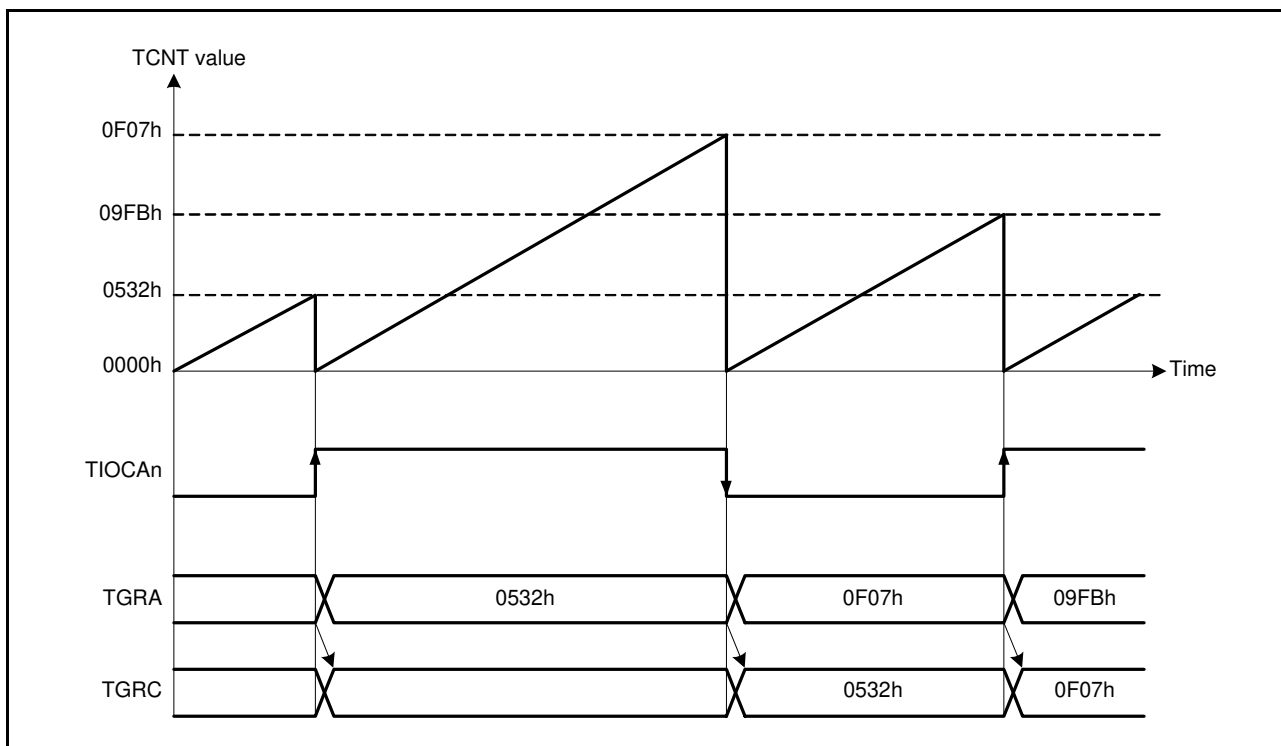 TCNT value
0F07h
09FBh
0532h
0000h
Time
TIOCAn
TGRA 0532h 0F07h 09FBh
TGRC 0532h 0F07h